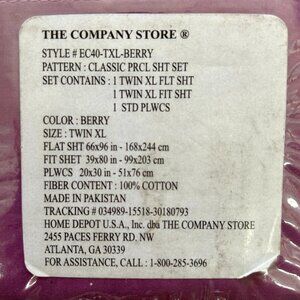 THE COMPANY STORE ®
STYLE # EC40-TXL-BERRY
PATTERN : CLASSIC PRCL SHT SET
SET CONTAINS : 1 TWIN XL FLT SHT
1 TWIN XL FIT SHT
1 STD PLWCS
COLOR : BERRY
SIZE : TWIN XL
FLAT SHT 66x96 in - 168x244 cm
FIT SHEET 39x80 in - 99x203 cm
PLWCS 20x30 in - 51x76 cm
FIBER CONTENT : 100% COTTON
MADE IN PAKISTAN
TRACKING # 034989-15518-30180793
HOME DEPOT U.S.A., Inc. dba THE COMPANY STORE
2455 PACES FERRY RD. NW
ATLANTA, GA 30339
FOR ASSISTANCE, CALL : 1-800-285-3696